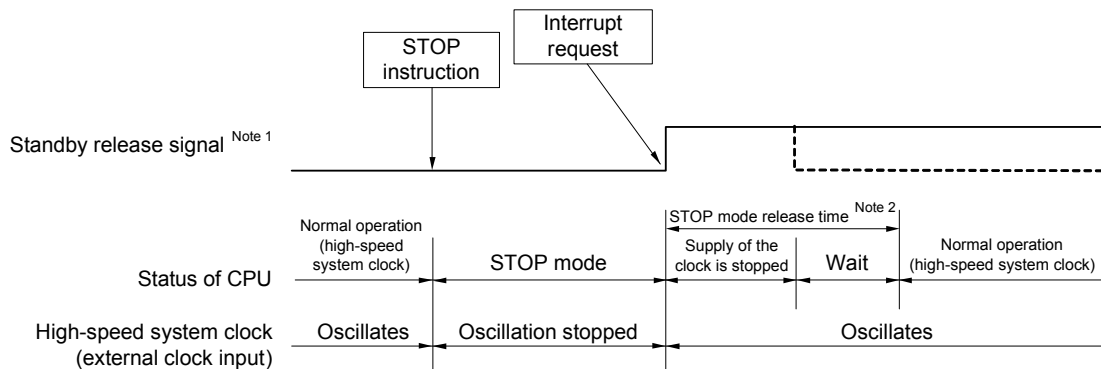 Interrupt
request
STOP
instruction
Standby release signal Note 1
STOP mode release time Note 2
Normal operation
(high-speed
system clock)
Supply of the
clock is stopped
Normal operation
(high-speed system clock)
Status of CPU
STOP mode
Wait
High-speed system clock
(external clock input)
Oscillates
Oscillation stopped
Oscillates